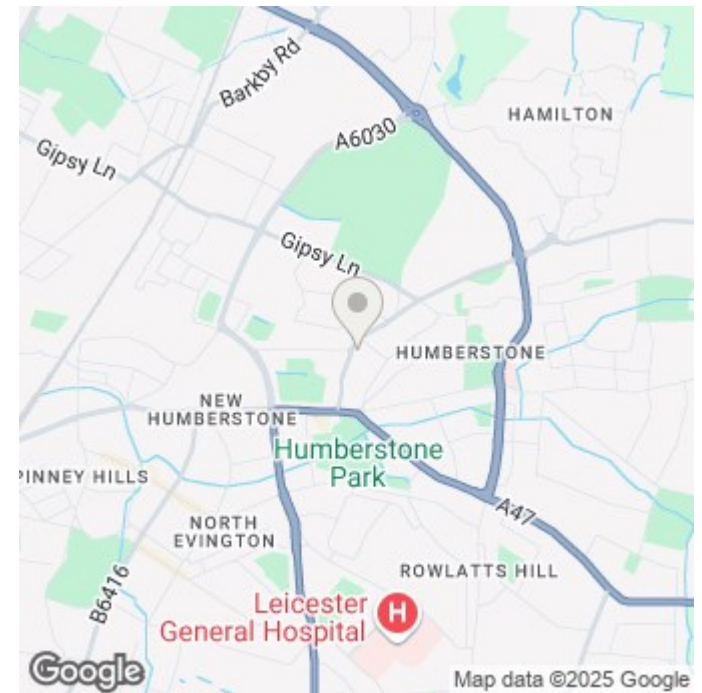 Barkby Rd
HAMILTON
A6030
Gipsy Ln
Gipsy Ln
HUMBERSTONE
NEW
HUMBERSTONE
Humberstone
Park
PINNEY HILLS
A47
NORTH
EVINGTON
ROWLATTS HILL
B6416
Leicester
General Hospital
H
Google
Map data ©2025 Google